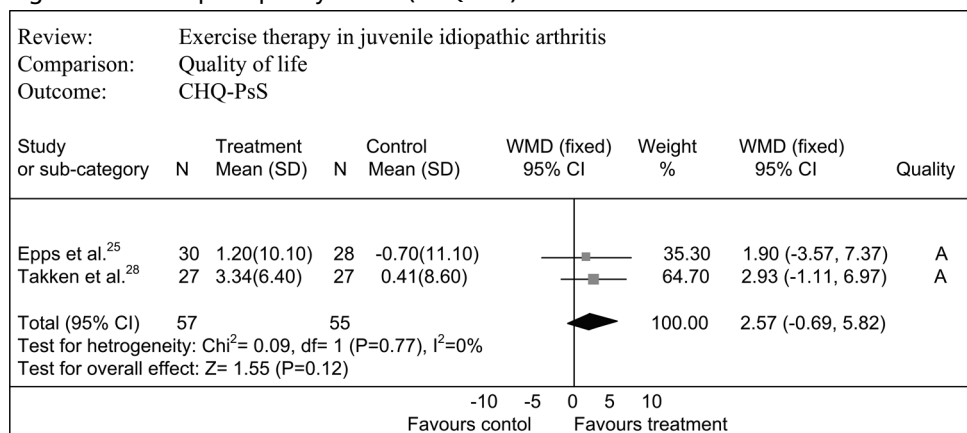 Review: Exercise therapy in juvenile idiopathic arthritis
Comparison: Quality of life
Outcome: CHQ-PsS
Study Treatment Control WMD (fixed) Weight WMD (fixed)
or sub-category N Mean (SD) N Mean (SD) 95% CI % 95% CI Quality
Epps et al.25 30 1.20(10.10) 28 -0.70(11.10) 35.30 1.90 (-3.57, 7.37) A
Takken et al.28 27 3.34(6.40) 27 0.41(8.60) 64.70 2.93 (-1.11, 6.97) A
Total (95% CI) 57 55 100.00 2.57 (-0.69, 5.82)
Test for hetrogeneity: Chi2= 0.09, df= 1 (P=0.77), I2=0%
Test for overall effect: Z= 1.55 (P=0.12)
-10 -5 0 5 10
Favours contol Favours treatment